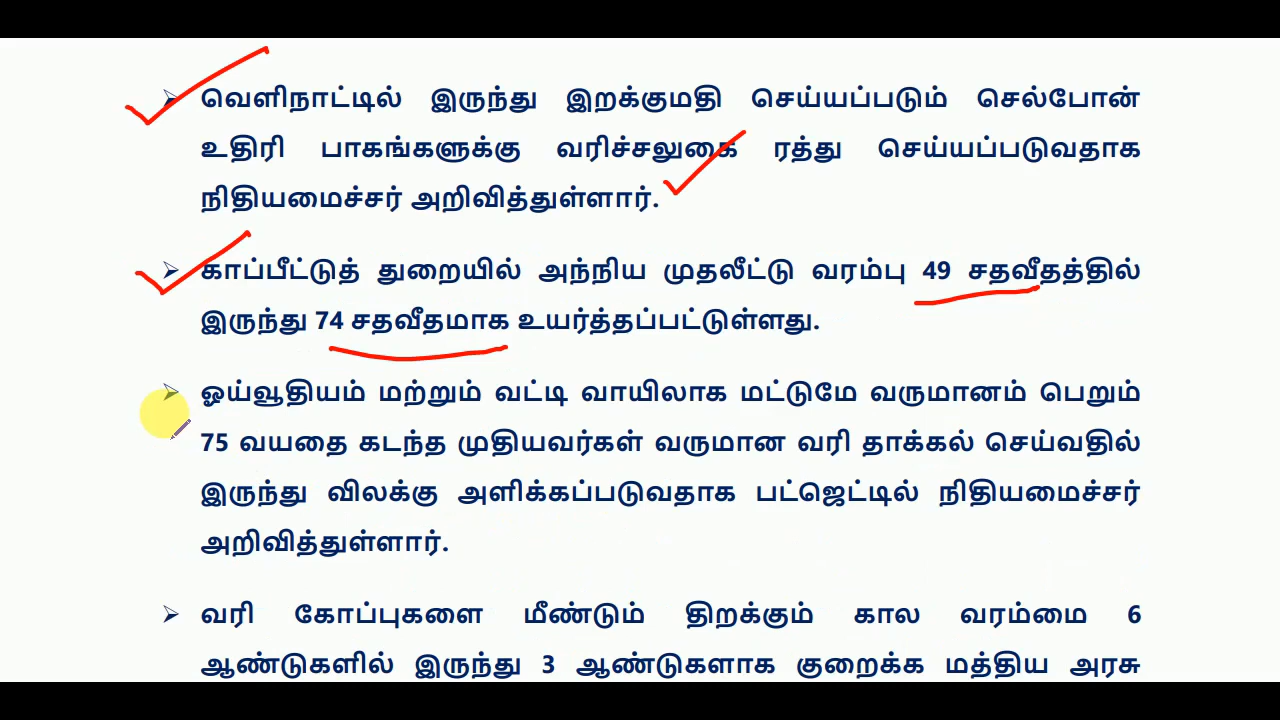 வெளிநாட்டில் இருந்து இறக்குமதி செய்யப்படும் செல்போன்
உதிரி பாகங்களுக்கு வரிச்சலுகை ரத்து செய்யப்படுவதாக
நிதியமைச்சர் அறிவித்துள்ளார்.
காப்பீட்டுத் துறையில் அந்நிய முதலீட்டு வரம்பு 49 சதவீதத்தில்
இருந்து 74 சதவீதமாக உயர்த்தப்பட்டுள்ளது.
ஓய்வூதியம் மற்றும் வட்டி வாயிலாக மட்டுமே வருமானம் பெறும்
75 வயதை கடந்த முதியவர்கள் வருமான வரி தாக்கல் செய்வதில்
இருந்து விலக்கு அளிக்கப்படுவதாக பட்ஜெட்டில் நிதியமைச்சர்
அறிவித்துள்ளார்.
வரி கோப்புகளை மீண்டும் திறக்கும் கால வரம்மை 6
ஆண்டுகளில் இருந்து 3 ஆண்டுகளாக குறைக்க மத்திய அரசு